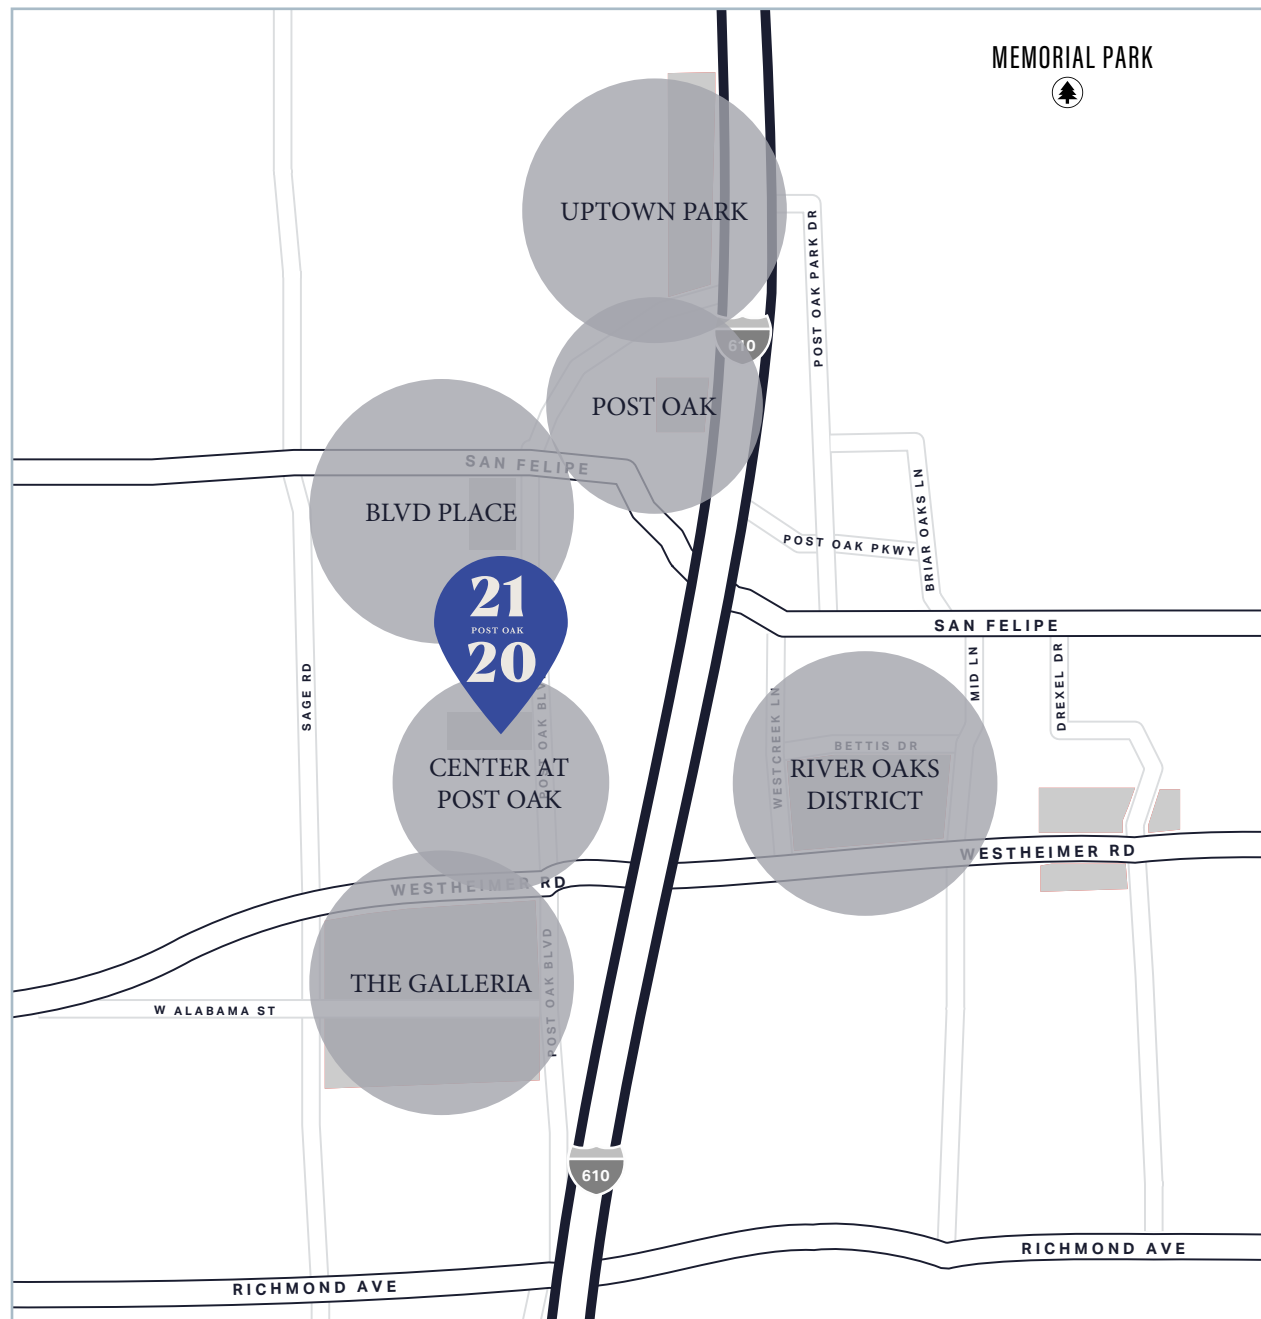 MEMORIAL PARK
UPTOWN PARK
POST OAK PARK DR
610
POST OAK
SAN FELIPE
BLVD PLACE
POST OAK PKWY
BRIAR OAKS LN
21
POST OAK
20
SAN FELIPE
SAGE RD
POST OAK BLVD
WESTCREEK LN
MID LN
DREXEL DR
BETTIS DR
CENTER AT
POST OAK
RIVER OAKS
DISTRICT
WESTHEIMER RD
WESTHEIMER RD
THE GALLERIA
POST OAK BLVD
W ALABAMA ST
610
RICHMOND AVE
RICHMOND AVE